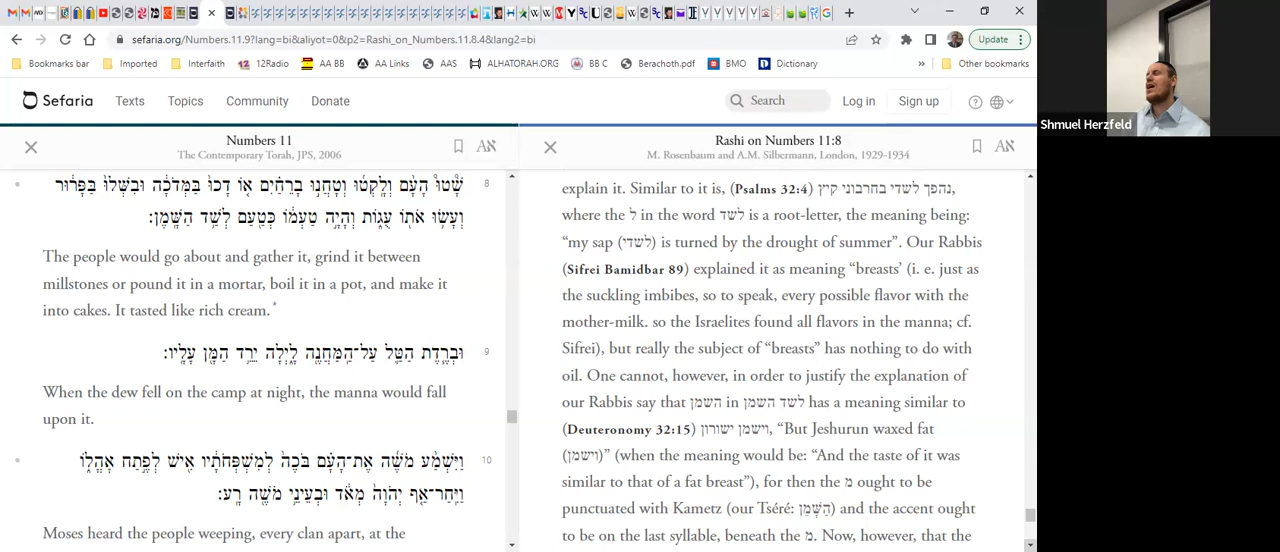 Update
sefaria.org/Numbers.11.9?lang=bi&aliyot=0&p2=Rashi_on_Numbers.11.8.4&lang2=bi
Bookmarks bar Imported Interfaith 12Radio AA BB AA Links AAS ALHATORAH.ORG BB C Berachoth.pdf BMO Dictionary » Other bookmarks
Sefaria Texts Topics Community Donate Search Log in Sign up
Numbers 11
The Contemporary Torah, JPS, 2006
8
שָׁטוּ֩ הָעָ֨ם וְלָֽקְט֜וּ וְטָחֲנ֣וּ בָרֵחַ֗יִם א֤וֹ דָכוּ֙ בַּמְּדֹכָ֔ה וּבִשְּׁלוּ֙ בַּפָּר֔וּר
וְעָשׂ֥וּ אֹת֖וֹ עֻג֑וֹת וְהָיָ֣ה טַעְמ֔וֹ כְּטַ֖עַם לְשַׁ֥ד הַשָּֽׁמֶן׃
The people would go about and gather it, grind it between
millstones or pound it in a mortar, boil it in a pot, and make it
into cakes. It tasted like rich cream.*
9
וּבְרֶ֧דֶת הַטַּ֛ל עַל־הַֽמַּחֲנֶ֖ה לָ֑יְלָה יֵרֵ֥ד הַמָּ֖ן עָלָֽיו׃
When the dew fell on the camp at night, the manna would fall
upon it.
10
וַיִּשְׁמַ֨ע מֹשֶׁ֜ה אֶת־הָעָ֗ם בֹּכֶה֙ לְמִשְׁפְּחֹתָ֔יו אִ֖ישׁ לְפֶ֣תַח אׇהֳל֑וֹ
וַיִּֽחַר־אַ֤ף יְהֹוָה֙ מְאֹ֔ד וּבְעֵינֵ֥י מֹשֶׁ֖ה רָֽע׃
Moses heard the people weeping, every clan apart, at the
Rashi on Numbers 11:8
M. Rosenbaum and A.M. Silbermann, London, 1929-1934
explain it. Similar to it is, (Psalms 32:4) נהפך לשדי בחרבוני קיץ,
where the ל in the word לשד is a root-letter, the meaning being:
“my sap (לשדי) is turned by the drought of summer”. Our Rabbis
(Sifrei Bamidbar 89) explained it as meaning “breasts’ (i. e. just as
the suckling imbibes, so to speak, every possible flavor with the
mother-milk. so the Israelites found all flavors in the manna; cf.
Sifrei), but really the subject of “breasts” has nothing to do with
oil. One cannot, however, in order to justify the explanation of
our Rabbis say that השמן in לשד השמן has a meaning similar to
(Deuteronomy 32:15) וישמן ישורון, “But Jeshurun waxed fat
(וישמן)” (when the meaning would be: “And the taste of it was
similar to that of a fat breast”), for then the מ ought to be
punctuated with Kametz (our Tséré: הַשָּׁמֵן) and the accent ought
to be on the last syllable, beneath the מ. Now, however, that the
Shmuel Herzfeld